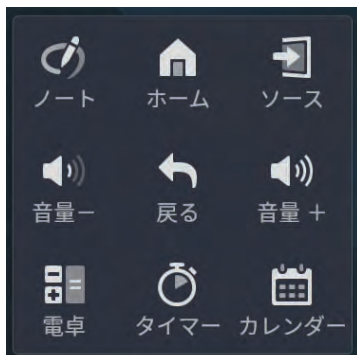 ノート ホーム ソース
音量－ 戻る 音量 ＋
電卓 タイマー カレンダー